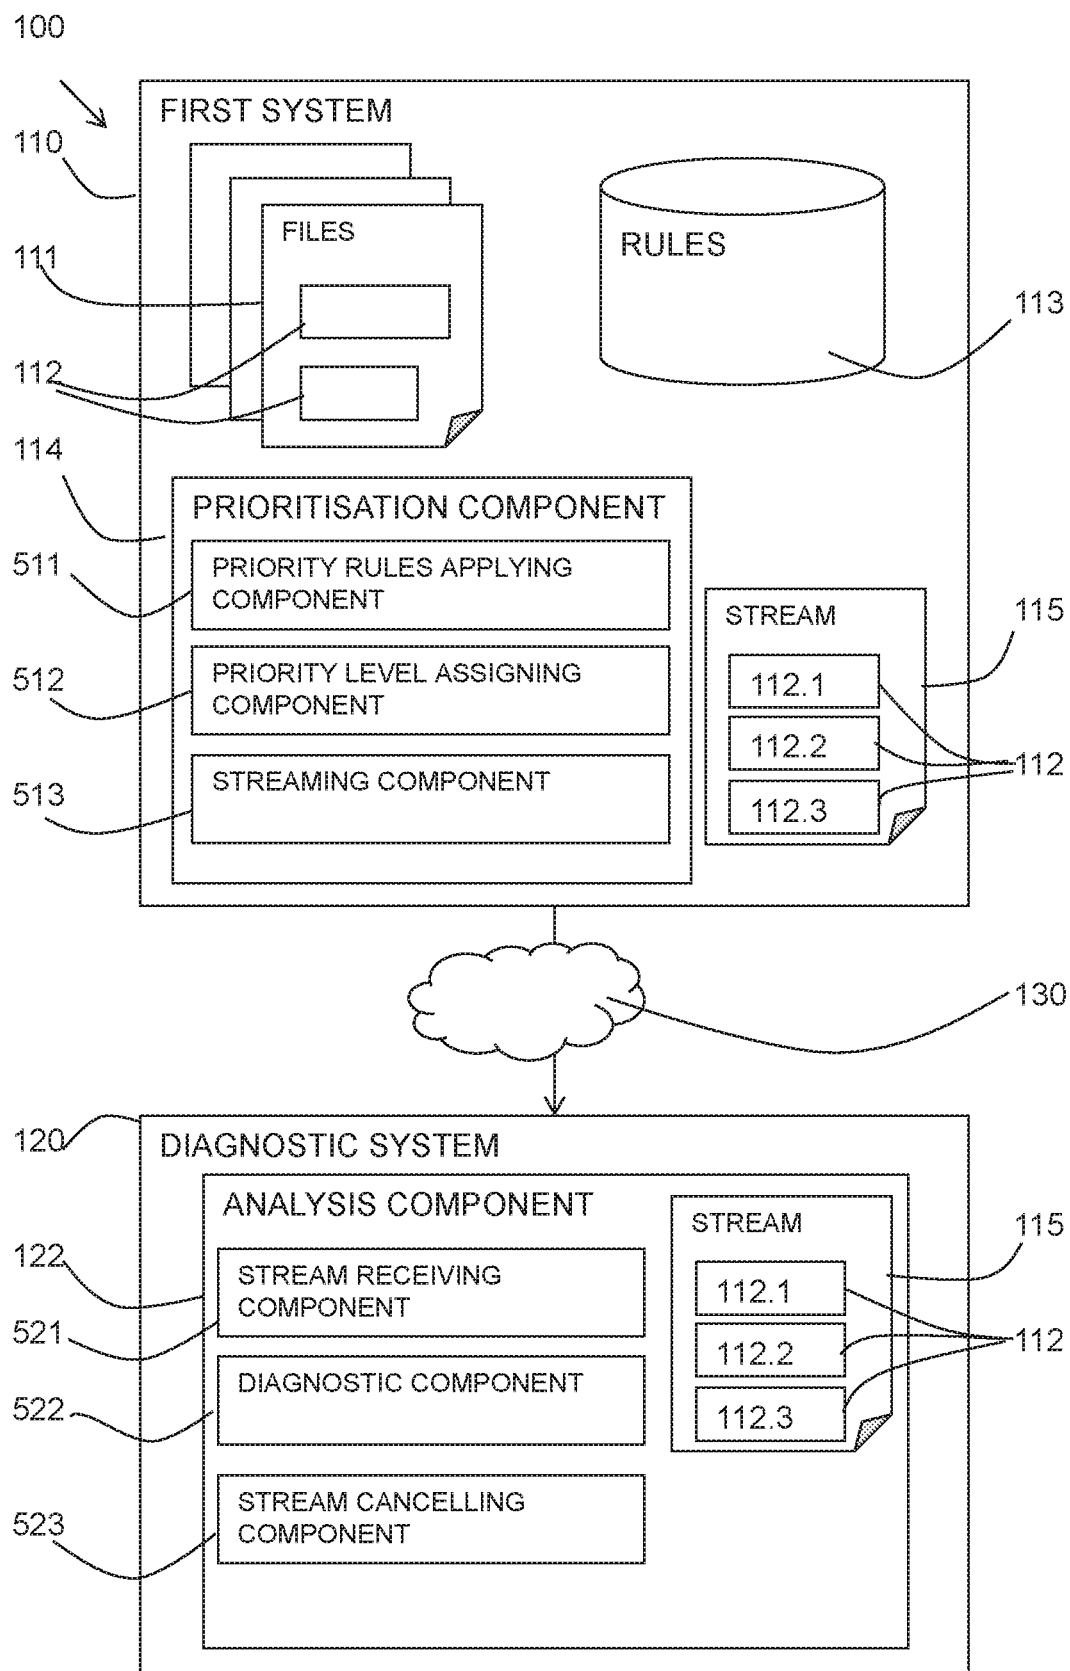 100
FIRST SYSTEM
110
FILES
RULES
111
113
112
114
PRIORITISATION COMPONENT
511
PRIORITY RULES APPLYING
COMPONENT
STREAM
115
512
PRIORITY LEVEL ASSIGNING
COMPONENT
112.1
112.2
112
513
STREAMING COMPONENT
112.3
130
120
DIAGNOSTIC SYSTEM
ANALYSIS COMPONENT
STREAM
115
122
STREAM RECEIVING
COMPONENT
112.1
521
112.2
112
522
DIAGNOSTIC COMPONENT
112.3
523
STREAM CANCELLING
COMPONENT